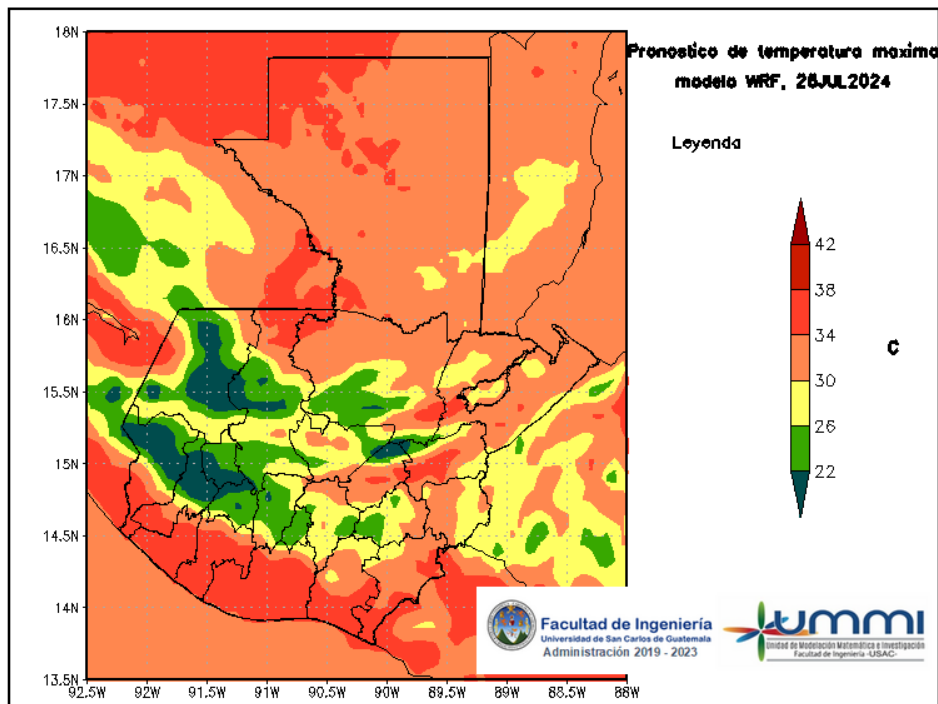 Pronostico de temperatura maxima
modelo WRF, 28JUL2024
Leyenda
18N
17.5N
17N
16.5N
16N
15.5N
15N
14.5N
14N
13.5N
92.5W 92W 91.5W 91W 90.5W 90W 89.5W 89W 88.5W 88W
42
38
34
30
26
22
C
Facultad de Ingeniería
Universidad de San Carlos de Guatemala
Administración 2019 - 2023
UMMI
Unidad de Modelación Matemática e Investigación
Facultad de Ingeniería -USAC-